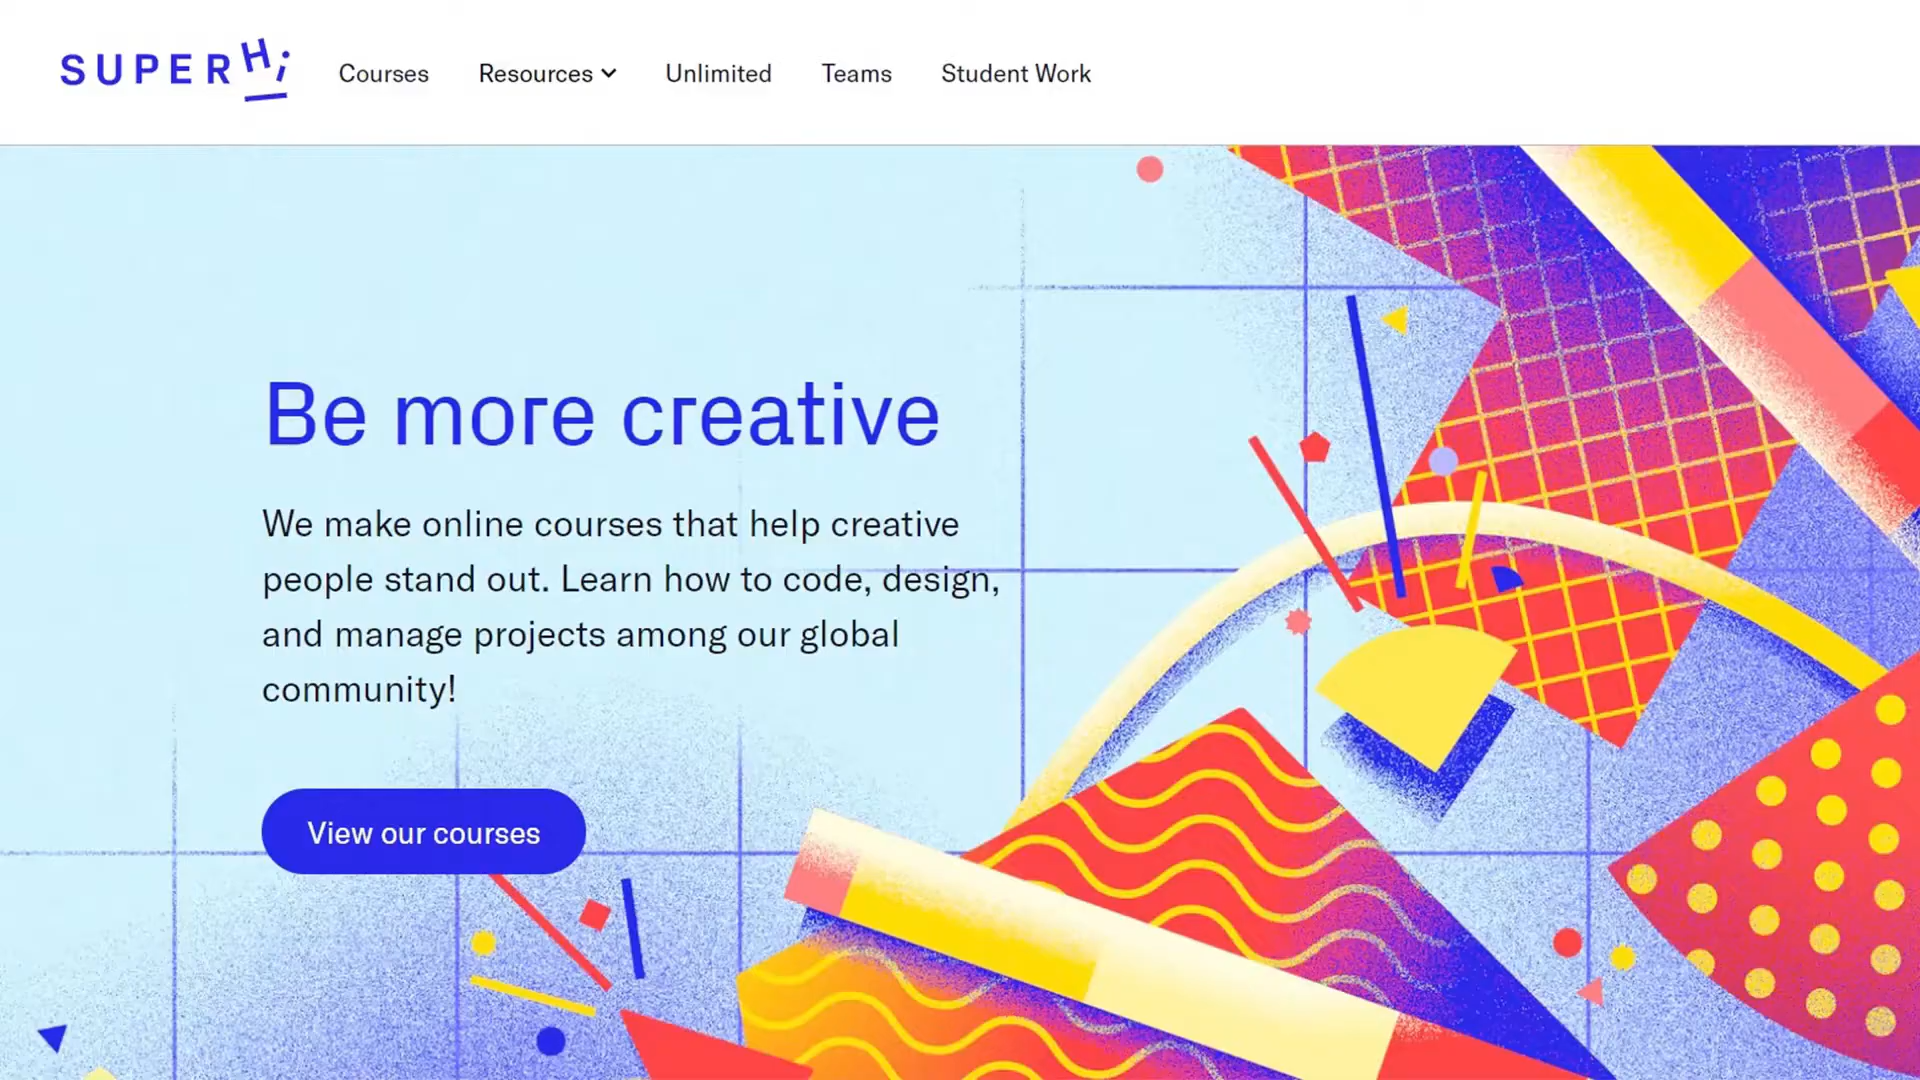 SUPERHi
Courses
Resources
Unlimited
Teams
Student Work
Be more creative
We make online courses that help creative
people stand out. Learn how to code, design,
and manage projects among our global
community!
View our courses